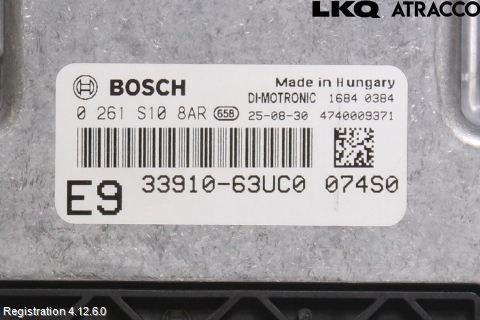 LKQ ATRACCO
BOSCH
Made in Hungary
DI-MOTRONIC 1684 0384
0 261 S10 8AR 658 25-08-30 4740009371
E9 33910-63UC0 074S0
Registration 4.12.6.0